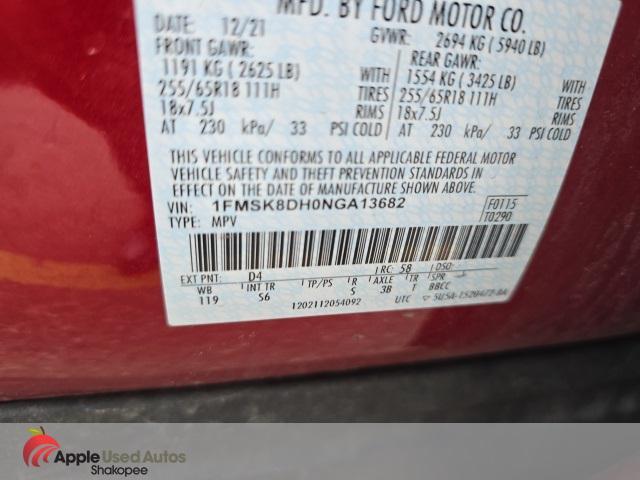 MFD. BY FORD MOTOR CO.
DATE: 12/21 GVWR: 2694 KG ( 5940 LB)
FRONT GAWR: REAR GAWR:
1191 KG ( 2625 LB) WITH 1554 KG ( 3425 LB) WITH
255/65R18 111H TIRES 255/65R18 111H TIRES
18x7.5J RIMS 18x7.5J RIMS
AT 230 kPa/ 33 PSI COLD AT 230 kPa/ 33 PSI COLD
THIS VEHICLE CONFORMS TO ALL APPLICABLE FEDERAL MOTOR
VEHICLE SAFETY AND THEFT PREVENTION STANDARDS IN
EFFECT ON THE DATE OF MANUFACTURE SHOWN ABOVE.
VIN: 1FMSK8DH0NGA13682 F0115
TYPE: MPV T0290
EXT PNT: D4 RC: 58 DSO:
WB INT TR TP/PS R AXLE TR
119 S6 S 3B T BBCC
1202112054092 UTC
Apple Used Autos
Shakopee